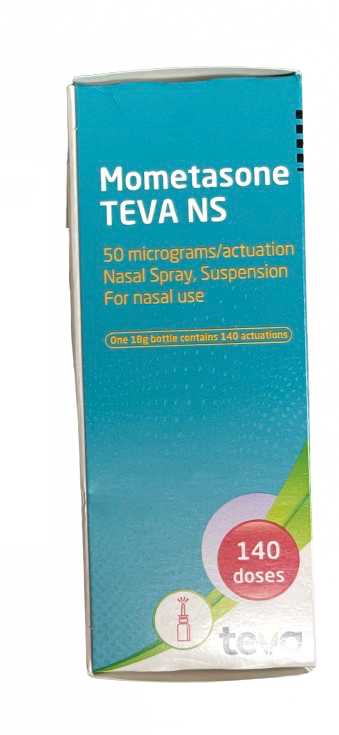 Mometasone
TEVA NS
50 micrograms/actuation
Nasal Spray, Suspension
For nasal use
One 18g bottle contains 140 actuations
140
doses
teva